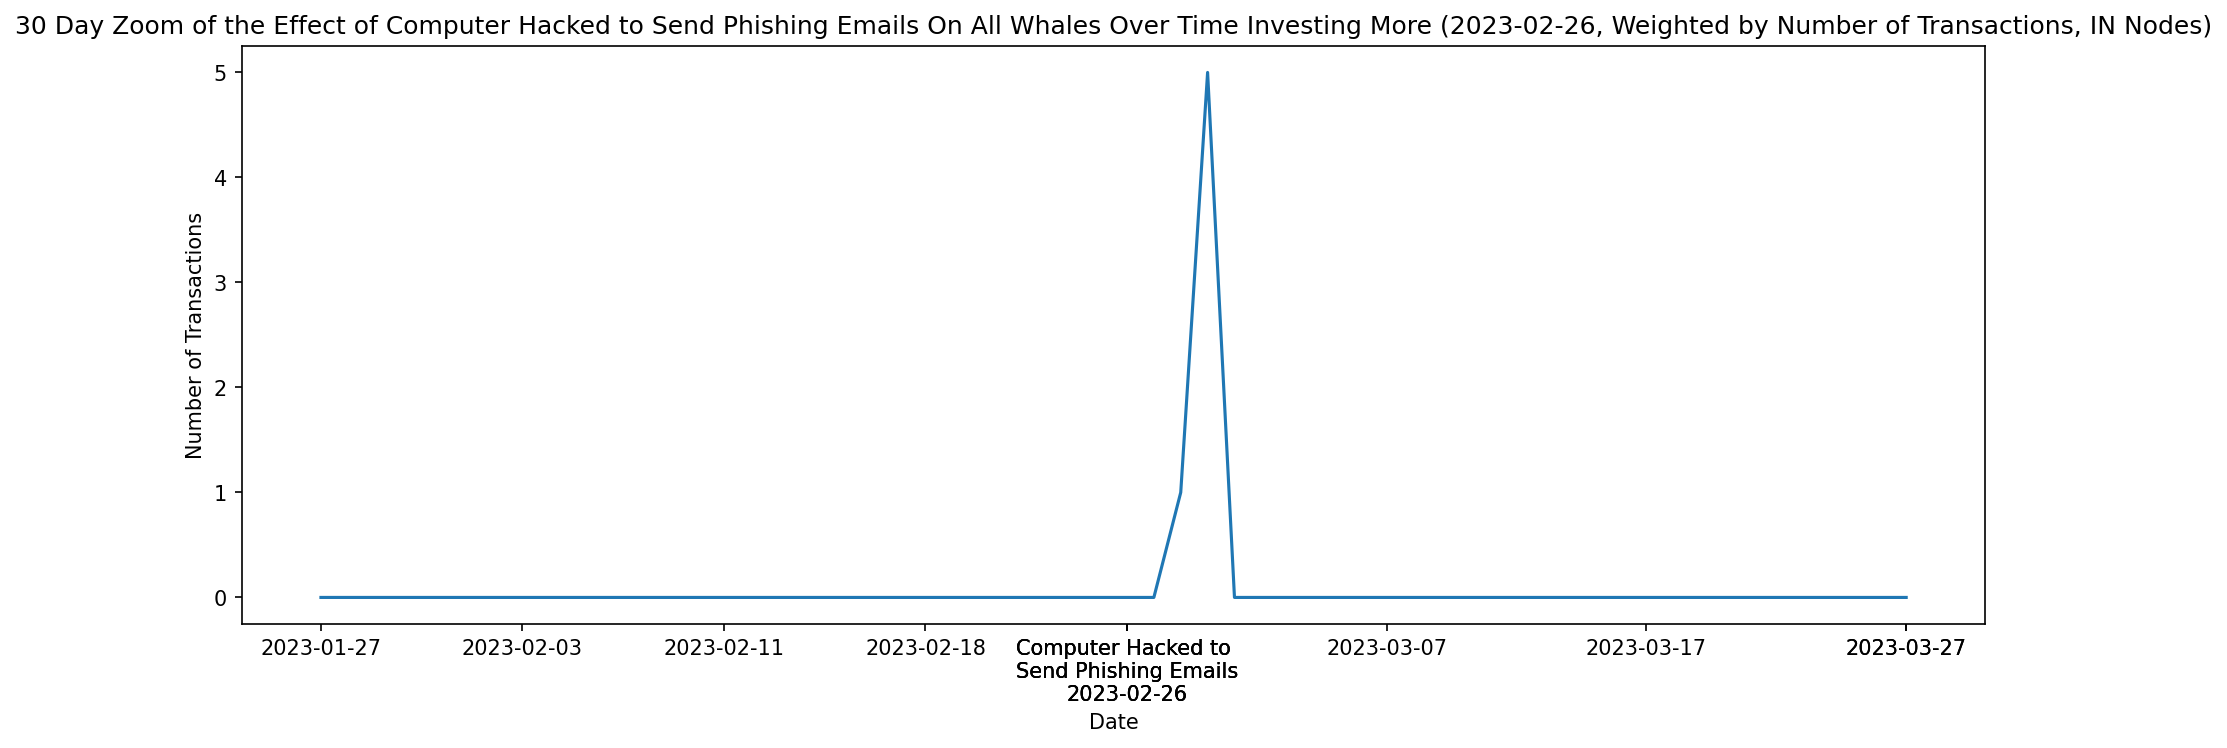 30 Day Zoom of the Effect of Computer Hacked to Send Phishing Emails On All Whales Over Time Investing More (2023-02-26, Weighted by Number of Transactions, IN Nodes)
5
4
3
2
1
0
Number of Transactions
2023-01-27
2023-02-03
2023-02-11
2023-02-18
Computer Hacked to
Send Phishing Emails
2023-02-26
2023-03-07
2023-03-17
2023-03-27
Date